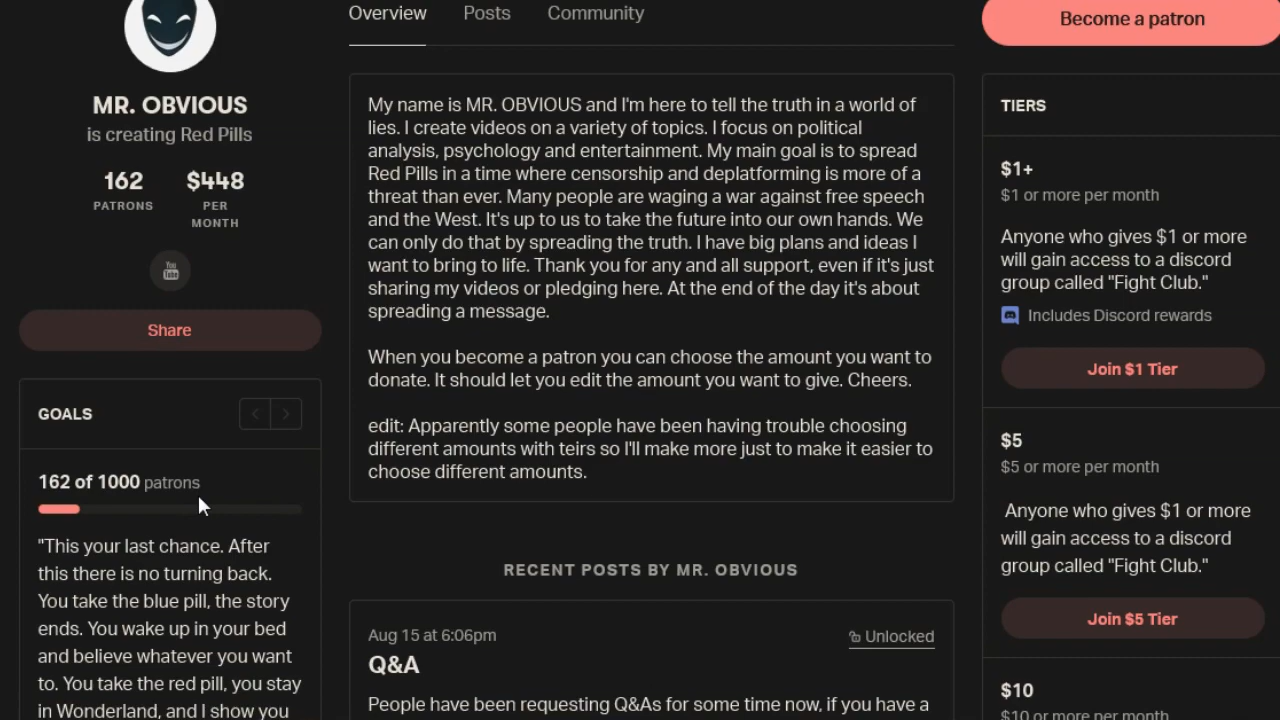 Overview
Posts
Community
Become a patron
MR. OBVIOUS
is creating Red Pills
162
PATRONS
$448
PER
MONTH
You
Tube
Share
GOALS
162 of 1000 patrons
"This your last chance. After
this there is no turning back.
You take the blue pill, the story
ends. You wake up in your bed
and believe whatever you want
to. You take the red pill, you stay
in Wonderland, and I show you
My name is MR. OBVIOUS and I'm here to tell the truth in a world of
lies. I create videos on a variety of topics. I focus on political
analysis, psychology and entertainment. My main goal is to spread
Red Pills in a time where censorship and deplatforming is more of a
threat than ever. Many people are waging a war against free speech
and the West. It's up to us to take the future into our own hands. We
can only do that by spreading the truth. I have big plans and ideas I
want to bring to life. Thank you for any and all support, even if it's just
sharing my videos or pledging here. At the end of the day it's about
spreading a message.
When you become a patron you can choose the amount you want to
donate. It should let you edit the amount you want to give. Cheers.
edit: Apparently some people have been having trouble choosing
different amounts with teirs so I'll make more just to make it easier to
choose different amounts.
RECENT POSTS BY MR. OBVIOUS
Aug 15 at 6:06pm
Unlocked
Q&A
People have been requesting Q&As for some time now, if you have a
TIERS
$1+
$1 or more per month
Anyone who gives $1 or more
will gain access to a discord
group called "Fight Club."
Includes Discord rewards
Join $1 Tier
$5
$5 or more per month
Anyone who gives $1 or more
will gain access to a discord
group called "Fight Club."
Join $5 Tier
$10
$10 or more per month